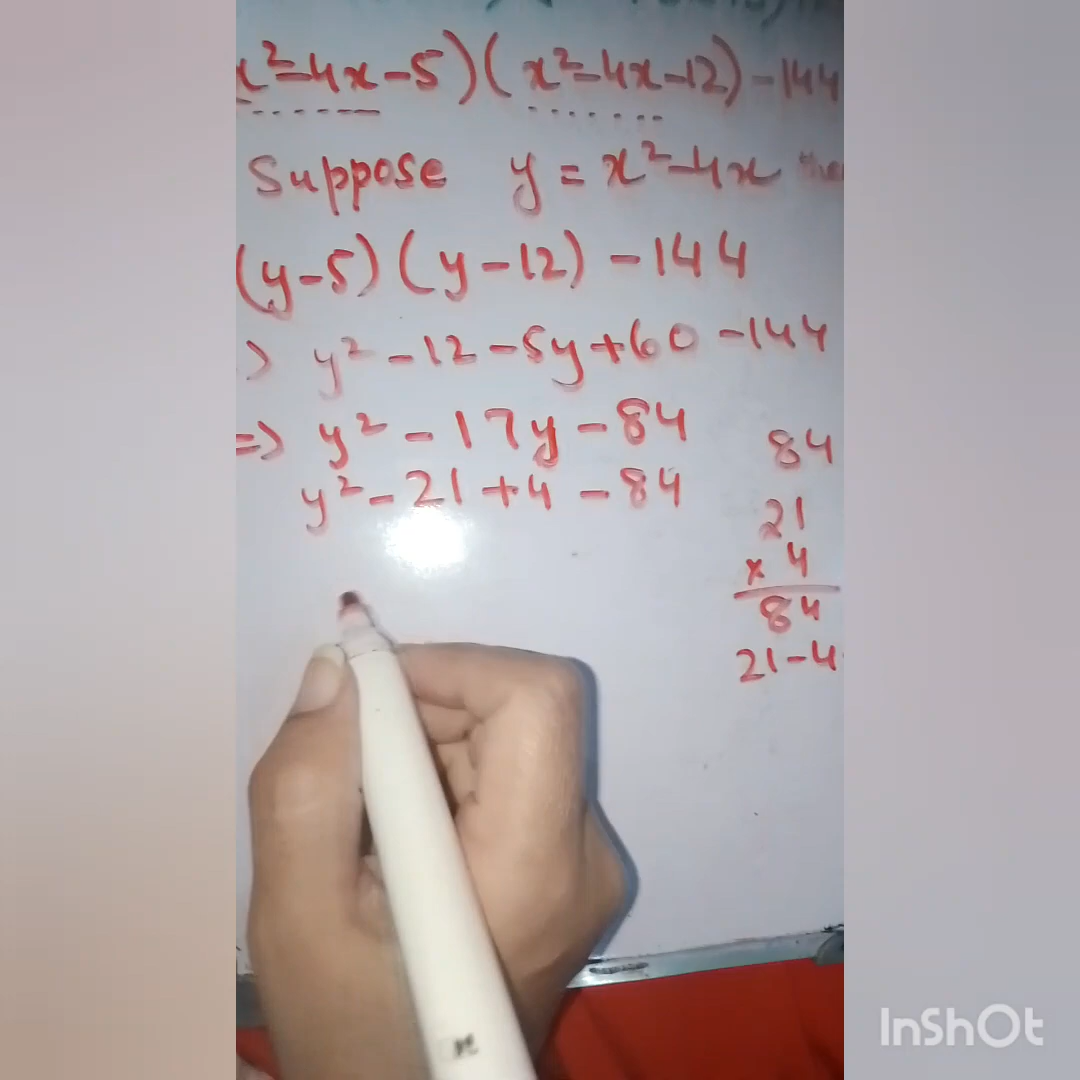 x²-4x-5)(x²-4x-12)-144
Suppose y = x²-4x
(y-5)(y-12)-144
⇒ y²-12-5y+60-144
⇒ y²-17y-84
y²-21+4-84
84
21
× 4
84
21-4
InShOt